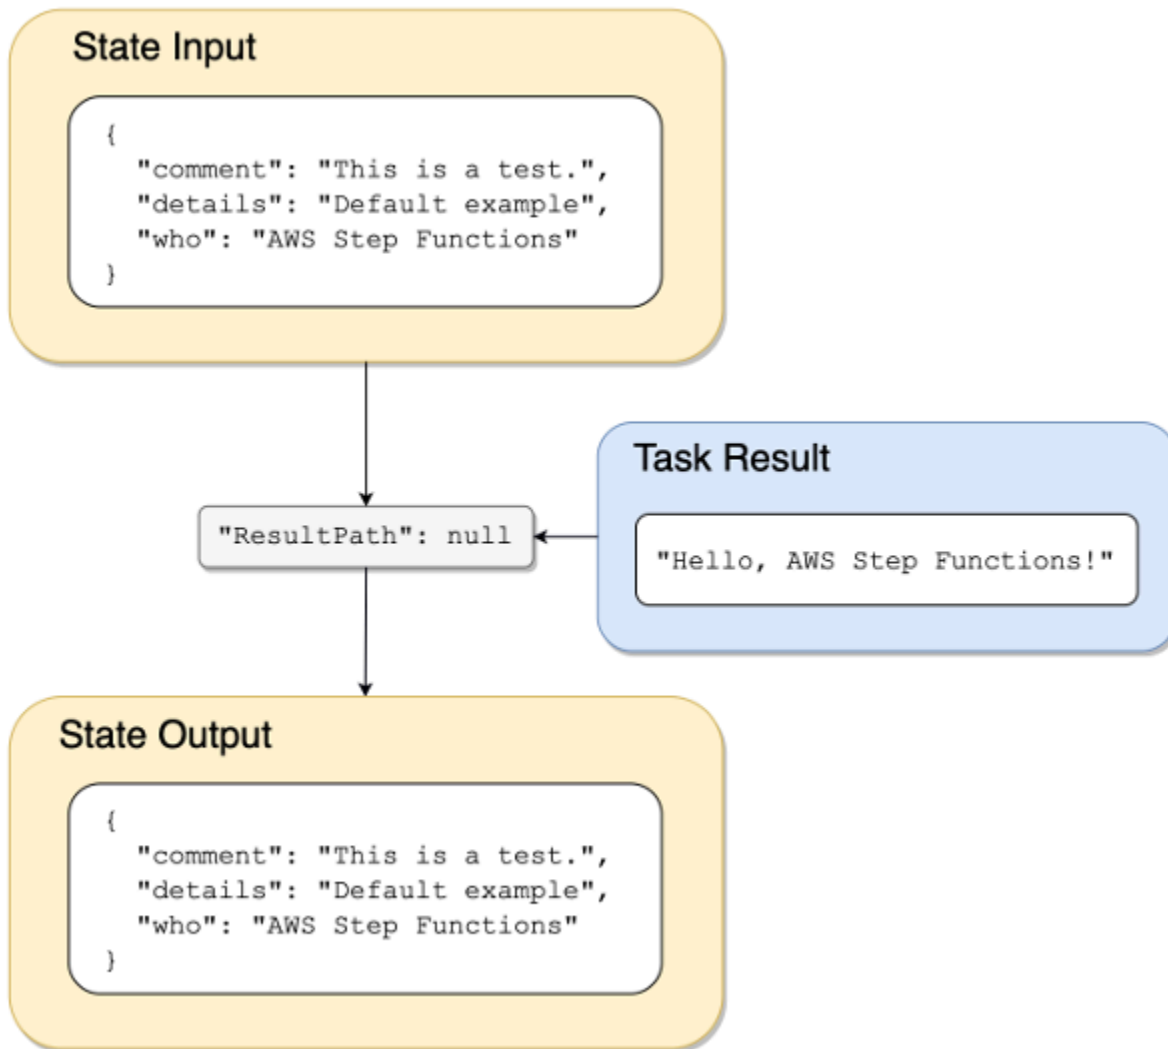 State Input
{
  "comment": "This is a test.",
  "details": "Default example",
  "who": "AWS Step Functions"
}
Task Result
"ResultPath": null
"Hello, AWS Step Functions!"
State Output
{
  "comment": "This is a test.",
  "details": "Default example",
  "who": "AWS Step Functions"
}